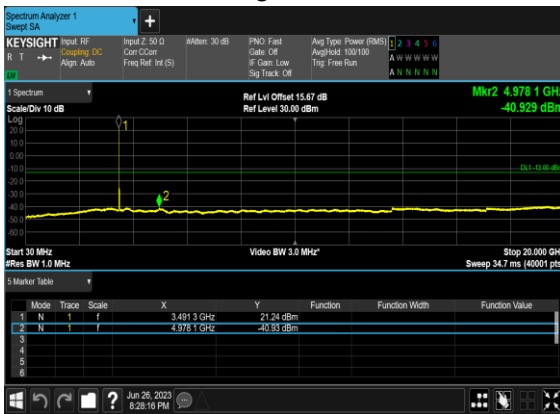 Spectrum Analyzer 1
Swept SA
KEYSIGHT Input: RF Input Z: 50 Ω #Atten: 30 dB PNO: Fast Avg Type: Power (RMS) 1 2 3 4 5 6
R T Coupling: DC Corr CCorr Gate: Off Avg|Hold: 100/100 A W W W W W
Align: Auto Freq Ref: Int (S) IF Gain: Low Trig: Free Run
Sig Track: Off A N N N N N
LV
1 Spectrum Ref Lvl Offset 15.67 dB Mkr2 4.978 1 GHz
Scale/Div 10 dB Ref Level 30.00 dBm -40.929 dBm
Log
1
20.0
10.0
0.00
-10.0
DL1 -13.00 dBm
-20.0
-30.0
2
-40.0
-50.0
-60.0
Start 30 MHz Video BW 3.0 MHz* Stop 20.000 GHz
#Res BW 1.0 MHz Sweep 34.7 ms (40001 pts)
5 Marker Table
Mode Trace Scale X Y Function Function Width Function Value
1 N 1 f 3.491 3 GHz 21.24 dBm
2 N 1 f 4.978 1 GHz -40.93 dBm
3
4
5
6
? Jun 26, 2023
8:28:16 PM